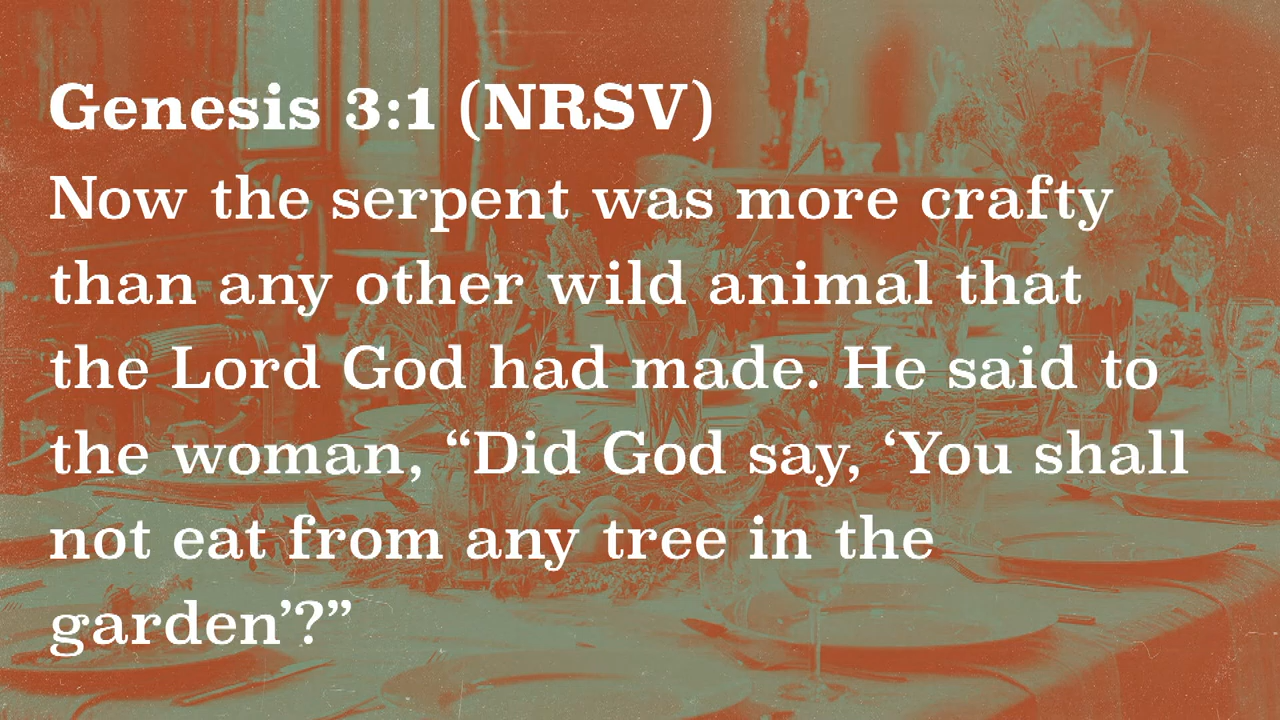 Genesis 3:1 (NRSV)
Now the serpent was more crafty
than any other wild animal that
the Lord God had made. He said to
the woman, “Did God say, ‘You shall
not eat from any tree in the
garden’?”